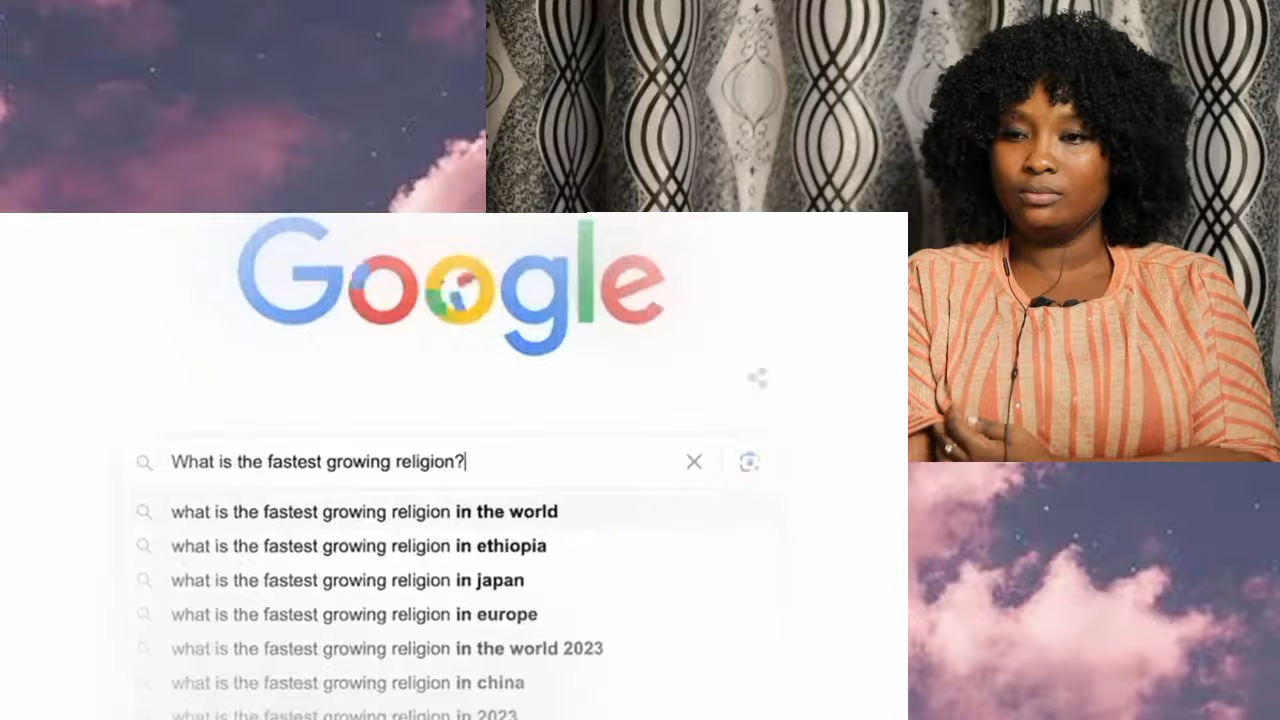 Google
What is the fastest growing religion?
what is the fastest growing religion in the world
what is the fastest growing religion in ethiopia
what is the fastest growing religion in japan
what is the fastest growing religion in europe
what is the fastest growing religion in the world 2023
what is the fastest growing religion in china
what is the fastest growing religion in 2023